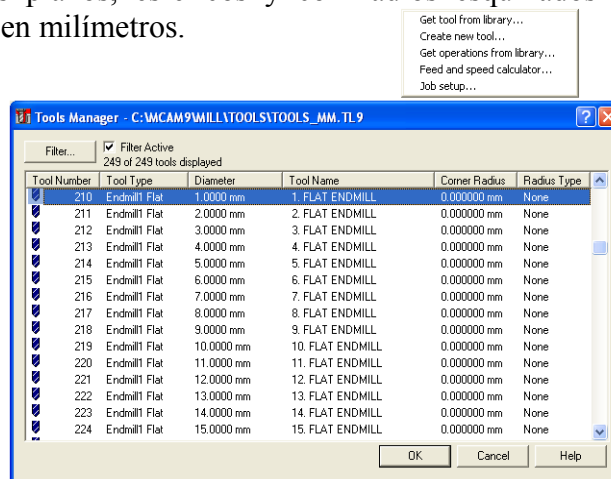 en milímetros.
Get tool from library...
Create new tool...
Get operations from library...
Feed and speed calculator...
Job setup...
Tools Manager - C:\MCAM9\MILL\TOOLS\TOOLS_MM.TL9
Filter...
Filter Active
249 of 249 tools displayed
Tool Number Tool Type Diameter Tool Name Corner Radius Radius Type
210 Endmill1 Flat 1.0000 mm 1. FLAT ENDMILL 0.000000 mm None
211 Endmill1 Flat 2.0000 mm 2. FLAT ENDMILL 0.000000 mm None
212 Endmill1 Flat 3.0000 mm 3. FLAT ENDMILL 0.000000 mm None
213 Endmill1 Flat 4.0000 mm 4. FLAT ENDMILL 0.000000 mm None
214 Endmill1 Flat 5.0000 mm 5. FLAT ENDMILL 0.000000 mm None
215 Endmill1 Flat 6.0000 mm 6. FLAT ENDMILL 0.000000 mm None
216 Endmill1 Flat 7.0000 mm 7. FLAT ENDMILL 0.000000 mm None
217 Endmill1 Flat 8.0000 mm 8. FLAT ENDMILL 0.000000 mm None
218 Endmill1 Flat 9.0000 mm 9. FLAT ENDMILL 0.000000 mm None
219 Endmill1 Flat 10.0000 mm 10. FLAT ENDMILL 0.000000 mm None
220 Endmill1 Flat 11.0000 mm 11. FLAT ENDMILL 0.000000 mm None
221 Endmill1 Flat 12.0000 mm 12. FLAT ENDMILL 0.000000 mm None
222 Endmill1 Flat 13.0000 mm 13. FLAT ENDMILL 0.000000 mm None
223 Endmill1 Flat 14.0000 mm 14. FLAT ENDMILL 0.000000 mm None
224 Endmill1 Flat 15.0000 mm 15. FLAT ENDMILL 0.000000 mm None
OK Cancel Help